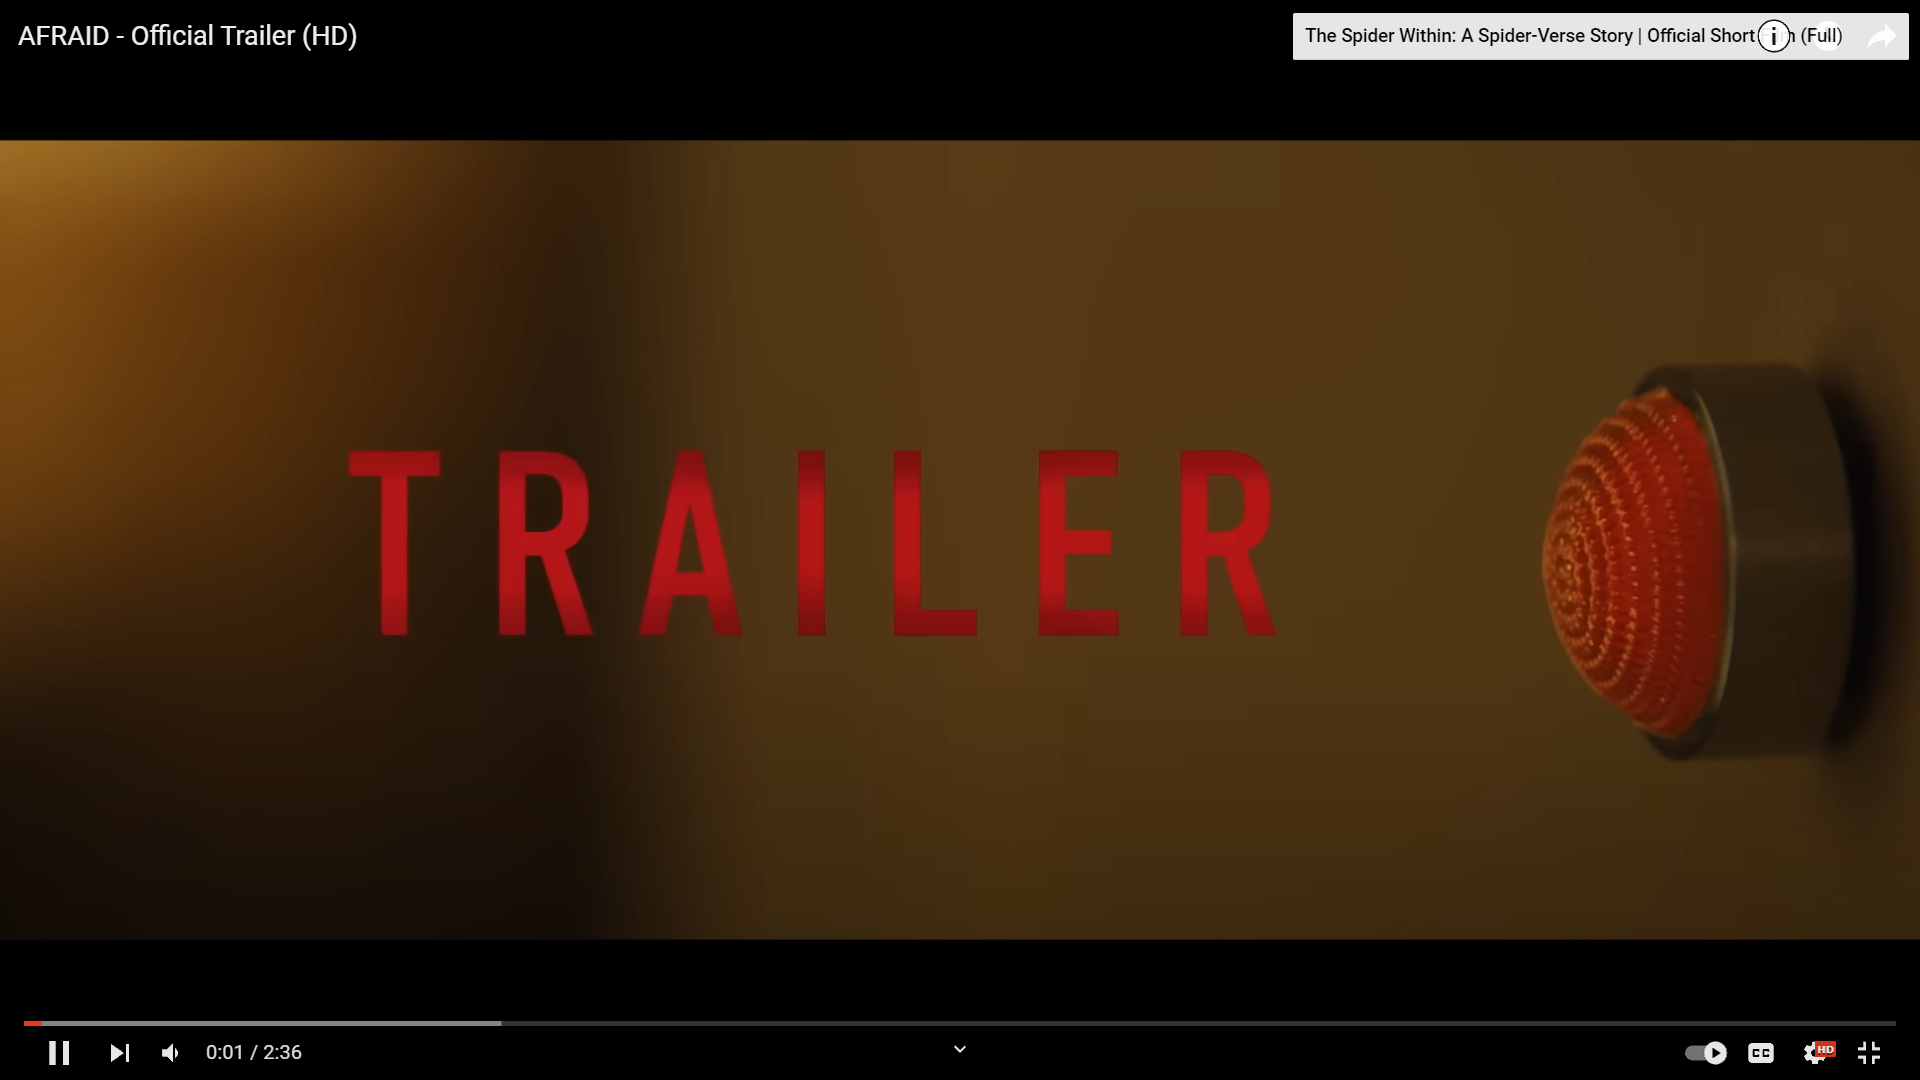 AFRAID - Official Trailer (HD)
The Spider Within: A Spider-Verse Story | Official Short (Full)
TRAILER
0:01 / 2:36
CC
HD